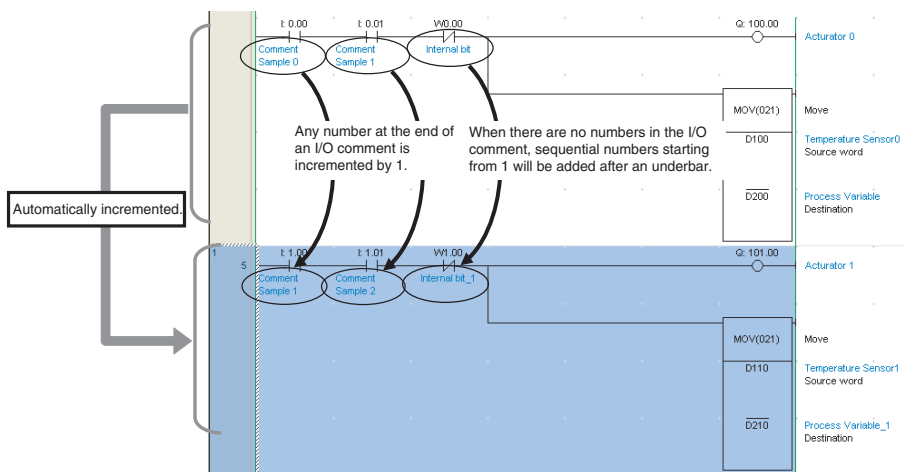 I: 0.00 I: 0.01 W0.00 Q: 100.00
Comment Sample 0
Comment Sample 1
Internal bit
Acturator 0
MOV(021) Move
Any number at the end of
an I/O comment is
incremented by 1.
When there are no numbers in the I/O
comment, sequential numbers starting
from 1 will be added after an underbar.
D100 Temperature Sensor0
Source word
D200 Process Variable
Destination
Automatically incremented.
1
5
I: 1.00 I: 1.01 W1.00 Q: 101.00
Comment Sample 1
Comment Sample 2
Internal bit_1
Acturator 1
MOV(021) Move
D110 Temperature Sensor1
Source word
D210 Process Variable_1
Destination